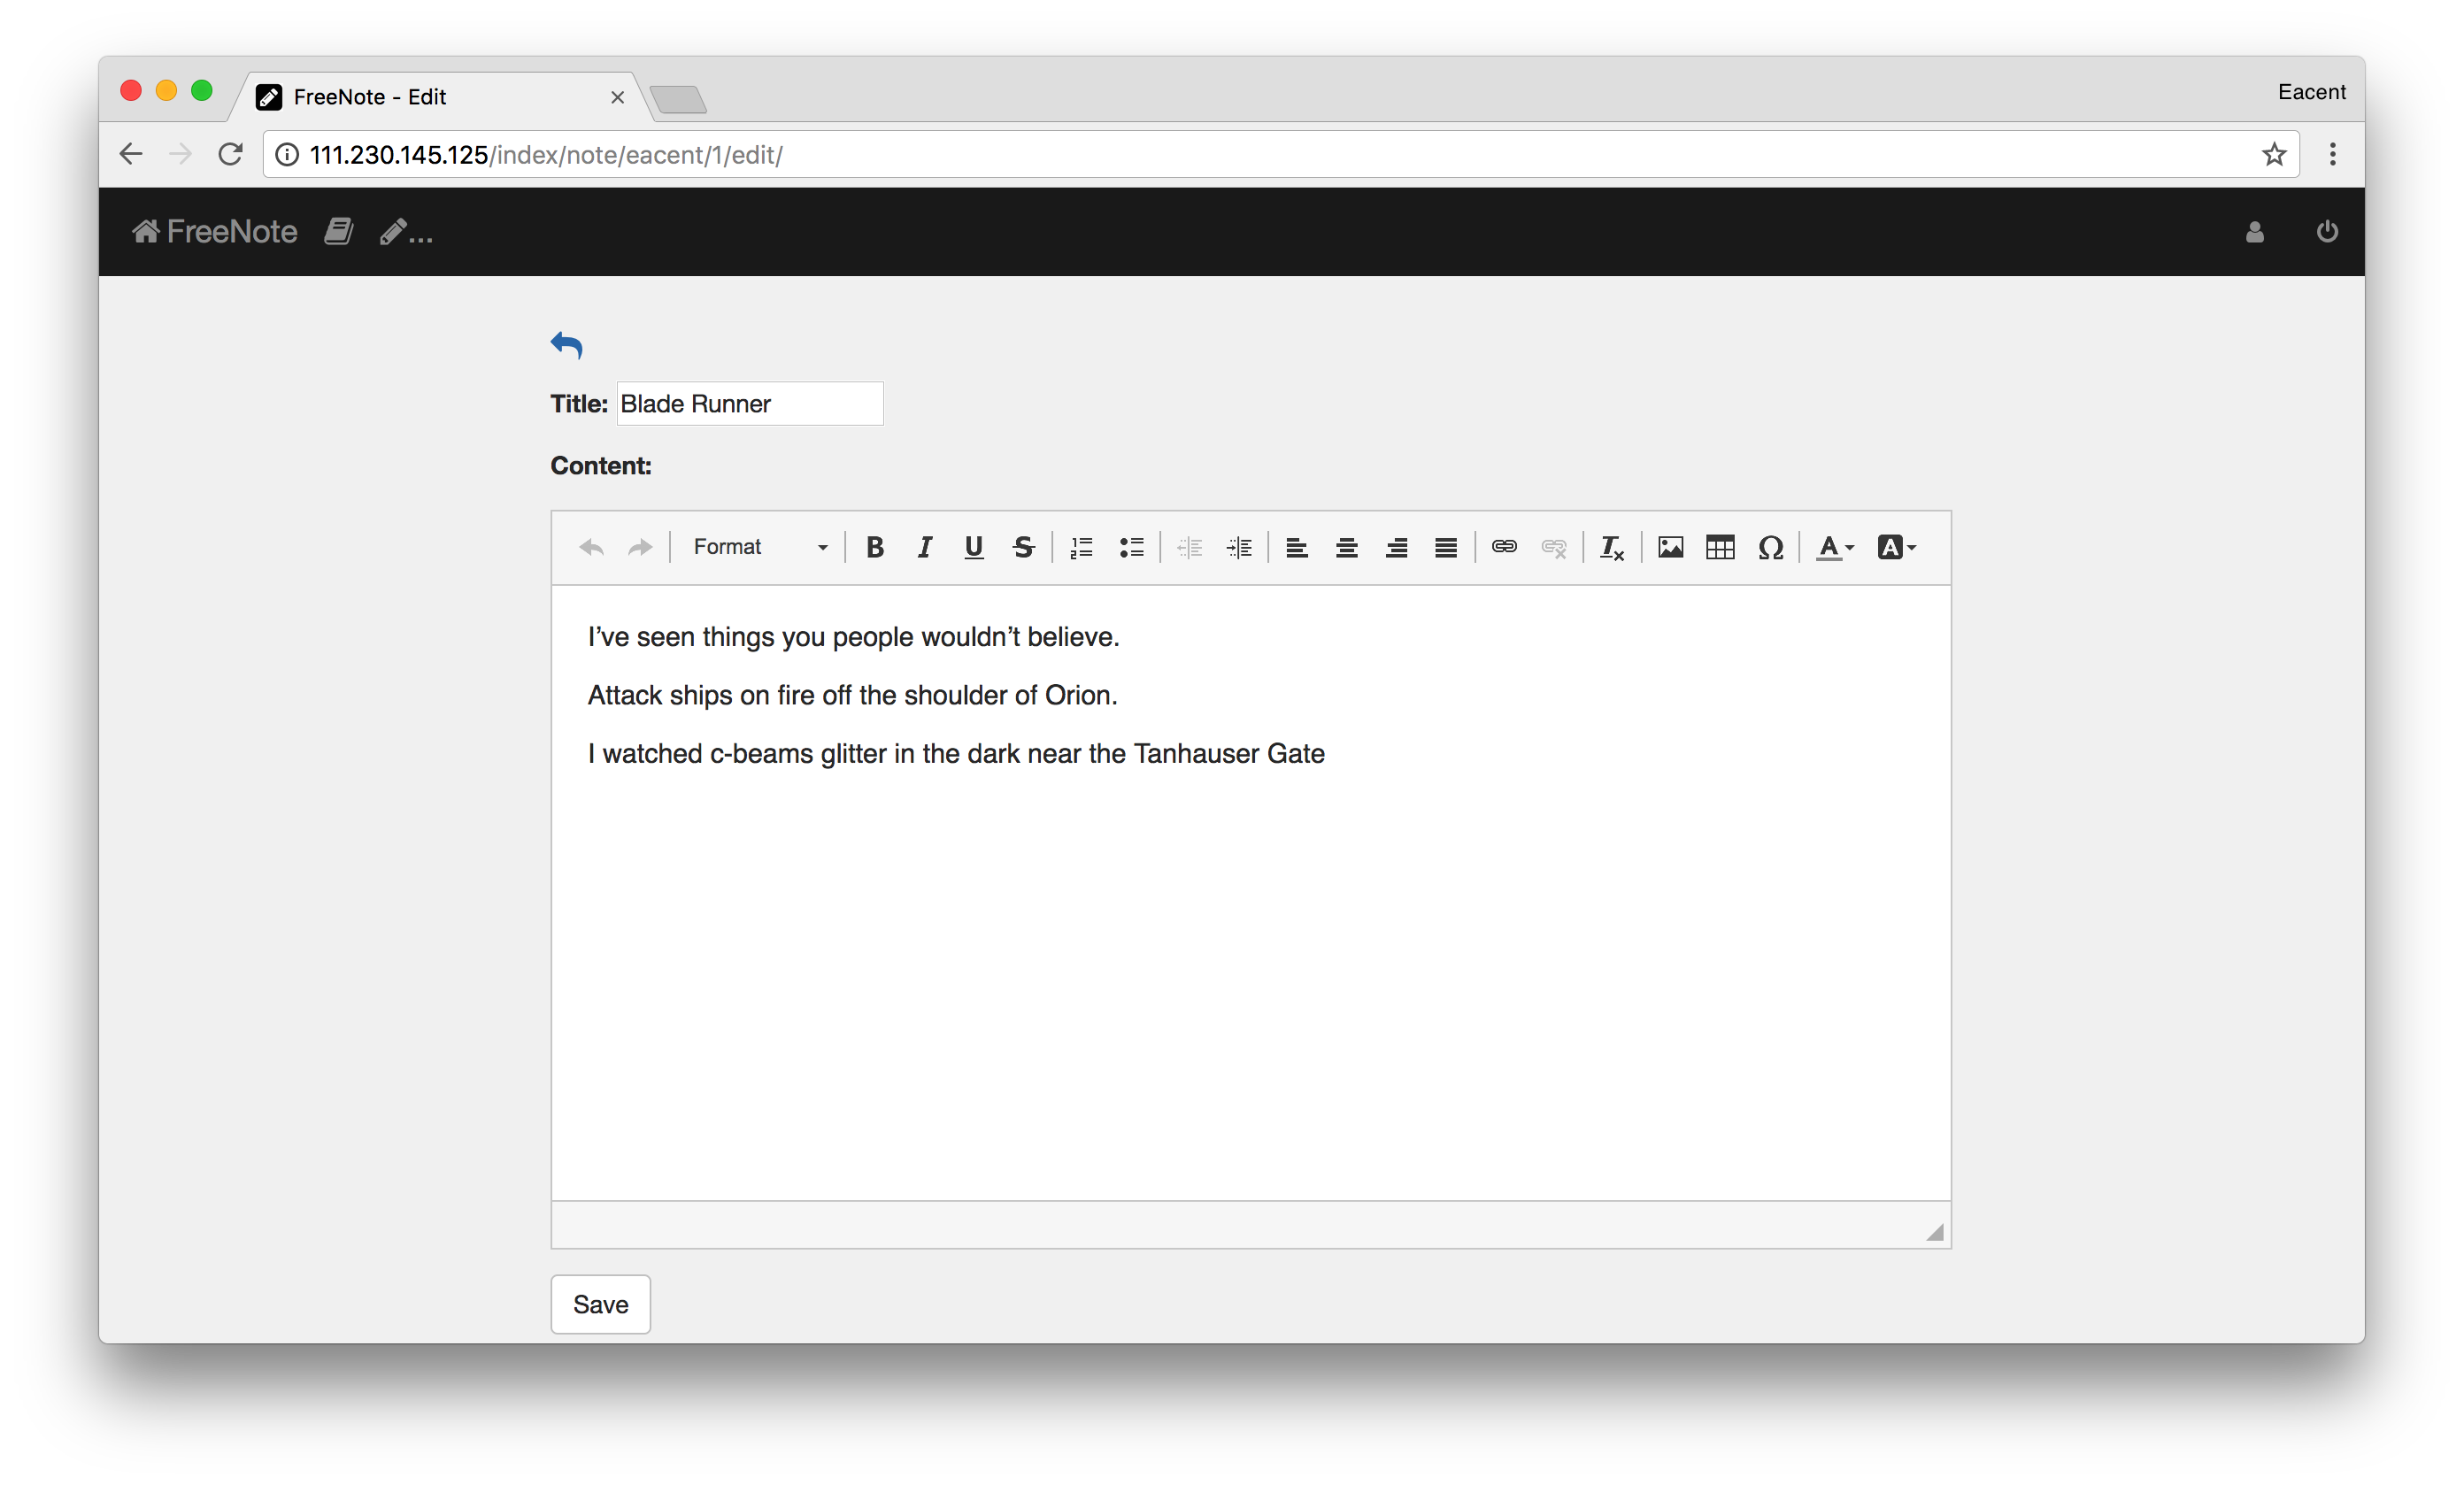 FreeNote - Edit
Eacent
111.230.145.125/index/note/eacent/1/edit/
FreeNote ...
Title: Blade Runner
Content:
Format
I’ve seen things you people wouldn’t believe.
Attack ships on fire off the shoulder of Orion.
I watched c-beams glitter in the dark near the Tanhauser Gate
Save